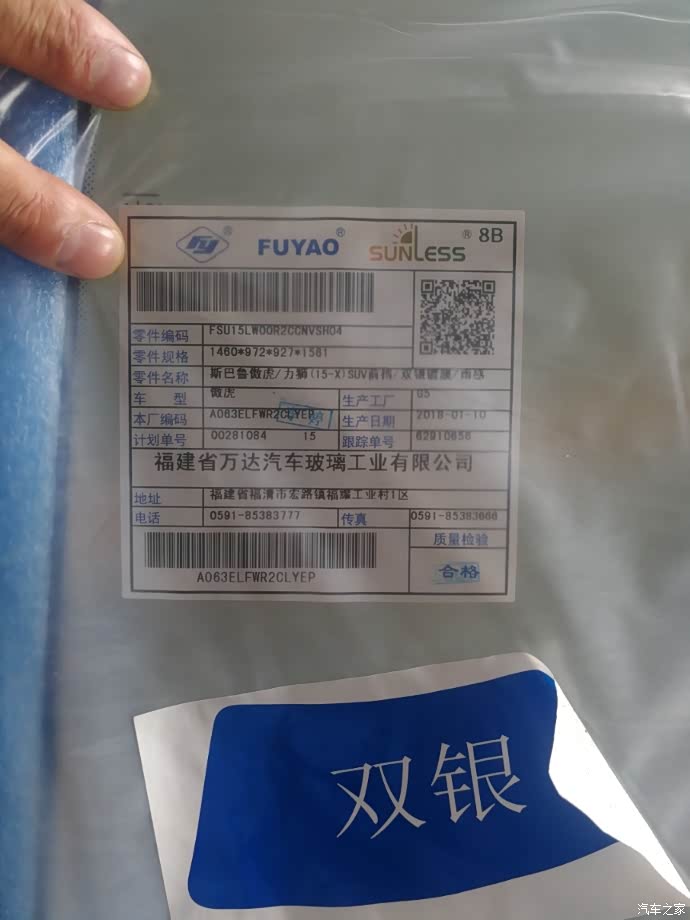 FY® FUYAO® SUNLESS® 8B
零件编码 FSU15LW00R2CCNVSH04
零件规格 1460*972*927*1581
零件名称 斯巴鲁傲虎/力狮(15-X)SUV前挡/双银镀膜/雨感
车 型 傲虎 生产工厂 G5
本厂编码 A063ELFWR2CLYEP 生产日期 2018-01-10
计划单号 00281084 15 跟踪单号 62910656
福建省万达汽车玻璃工业有限公司
地址 福建省福清市宏路镇福耀工业村1区
电话 0591-85383777 传真 0591-85383666
质量检验
合格
A063ELFWR2CLYEP
双银
汽车之家